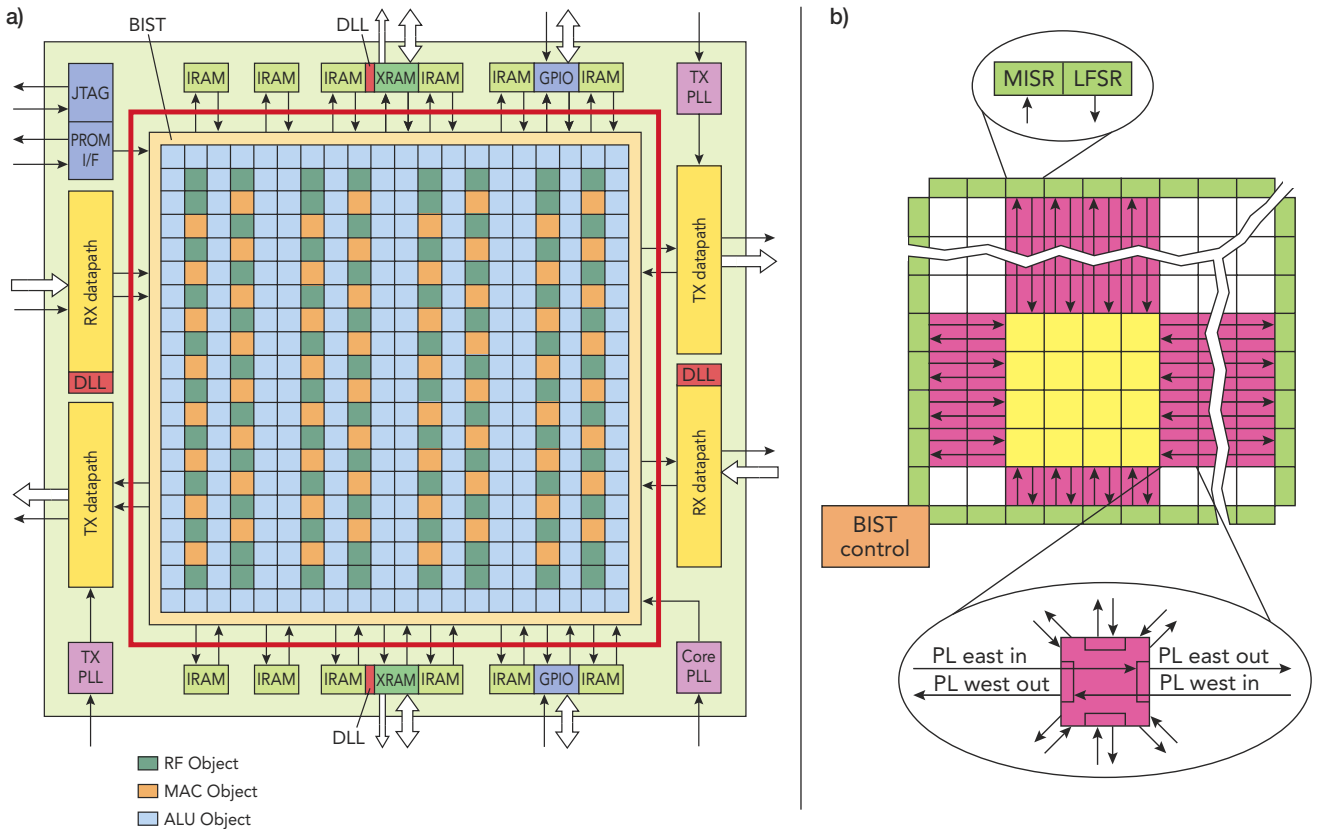 a)
BIST
DLL
IRAM
IRAM
IRAM
XRAM
IRAM
IRAM
GPIO
IRAM
TX
PLL
JTAG
PROM
I/F
RX datapath
DLL
TX datapath
TX
PLL
TX datapath
DLL
RX datapath
Core
PLL
IRAM
IRAM
IRAM
XRAM
IRAM
IRAM
GPIO
IRAM
DLL
RF Object
MAC Object
ALU Object
b)
MISR
LFSR
BIST
control
PL east in
PL east out
PL west out
PL west in